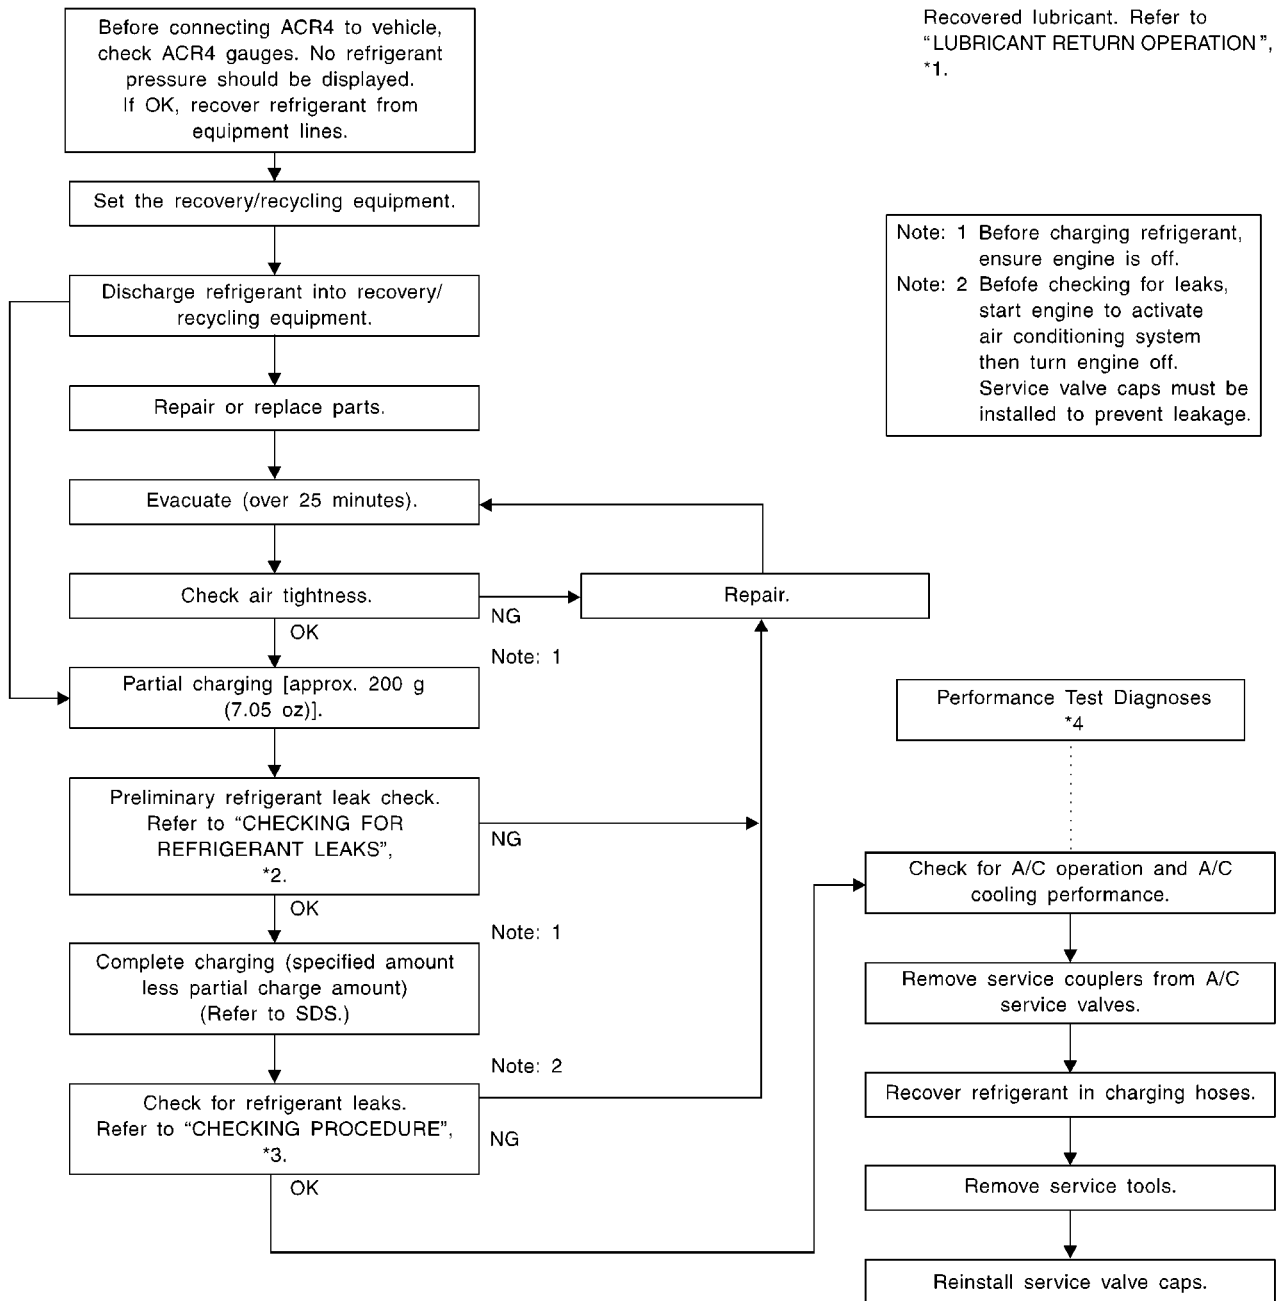 Before connecting ACR4 to vehicle,
check ACR4 gauges. No refrigerant
pressure should be displayed.
If OK, recover refrigerant from
equipment lines.
Recovered lubricant. Refer to
“LUBRICANT RETURN OPERATION”,
*1.
Set the recovery/recycling equipment.
Note: 1 Before charging refrigerant,
ensure engine is off.
Note: 2 Befofe checking for leaks,
start engine to activate
air conditioning system
then turn engine off.
Service valve caps must be
installed to prevent leakage.
Discharge refrigerant into recovery/
recycling equipment.
Repair or replace parts.
Evacuate (over 25 minutes).
Check air tightness.
NG
Repair.
OK
Note: 1
Partial charging [approx. 200 g
(7.05 oz)].
Preliminary refrigerant leak check.
Refer to “CHECKING FOR
REFRIGERANT LEAKS”,
*2.
NG
OK
Note: 1
Complete charging (specified amount
less partial charge amount)
(Refer to SDS.)
Note: 2
Check for refrigerant leaks.
Refer to “CHECKING PROCEDURE”,
*3.
NG
OK
Performance Test Diagnoses
*4
Check for A/C operation and A/C
cooling performance.
Remove service couplers from A/C
service valves.
Recover refrigerant in charging hoses.
Remove service tools.
Reinstall service valve caps.